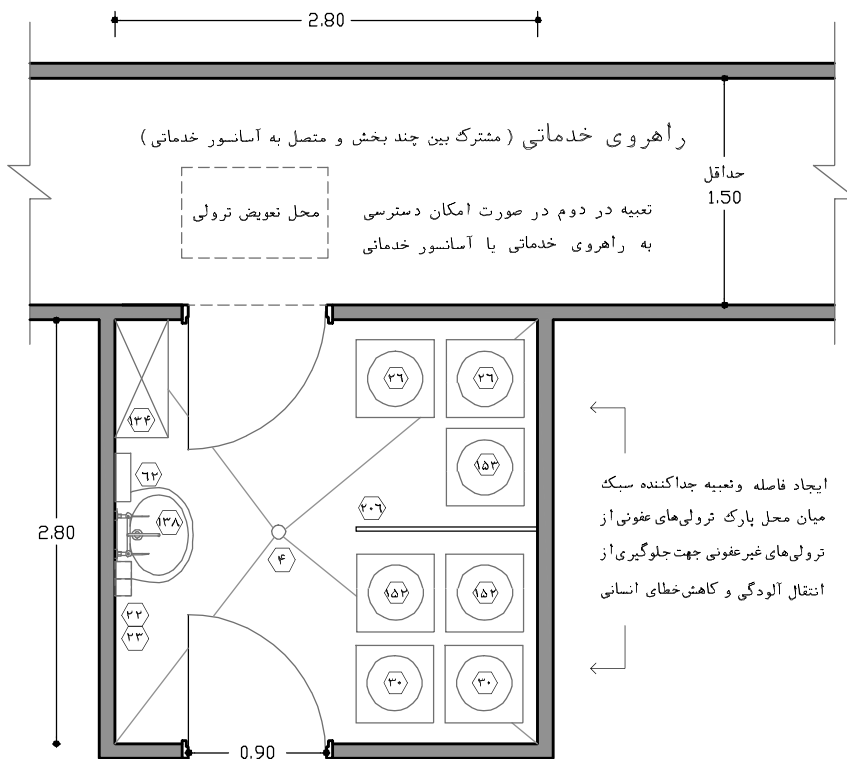 2.80
راهروی خدماتی ( مشترک بین چند بخش و متصل به آسانسور خدماتی )
حداقل
1.50
محل تعویض ترولی
تعبیه در دوم در صورت امکان دسترسی
به راهروی خدماتی یا آسانسور خدماتی
۲۶
۲۶
۱۳۴
۱۵۳
۶۲
۲۰۶
۱۳۸
2.80
۴
ایجاد فاصله وتعبیه جداکننده سبک
میان محل پارک ترولی‌های عفونی از
ترولی‌های غیرعفونی جهت جلوگیری از
انتقال آلودگی و کاهش خطای انسانی
۱۵۲
۱۵۲
۲۲
۲۳
۳۰
۳۰
0.90